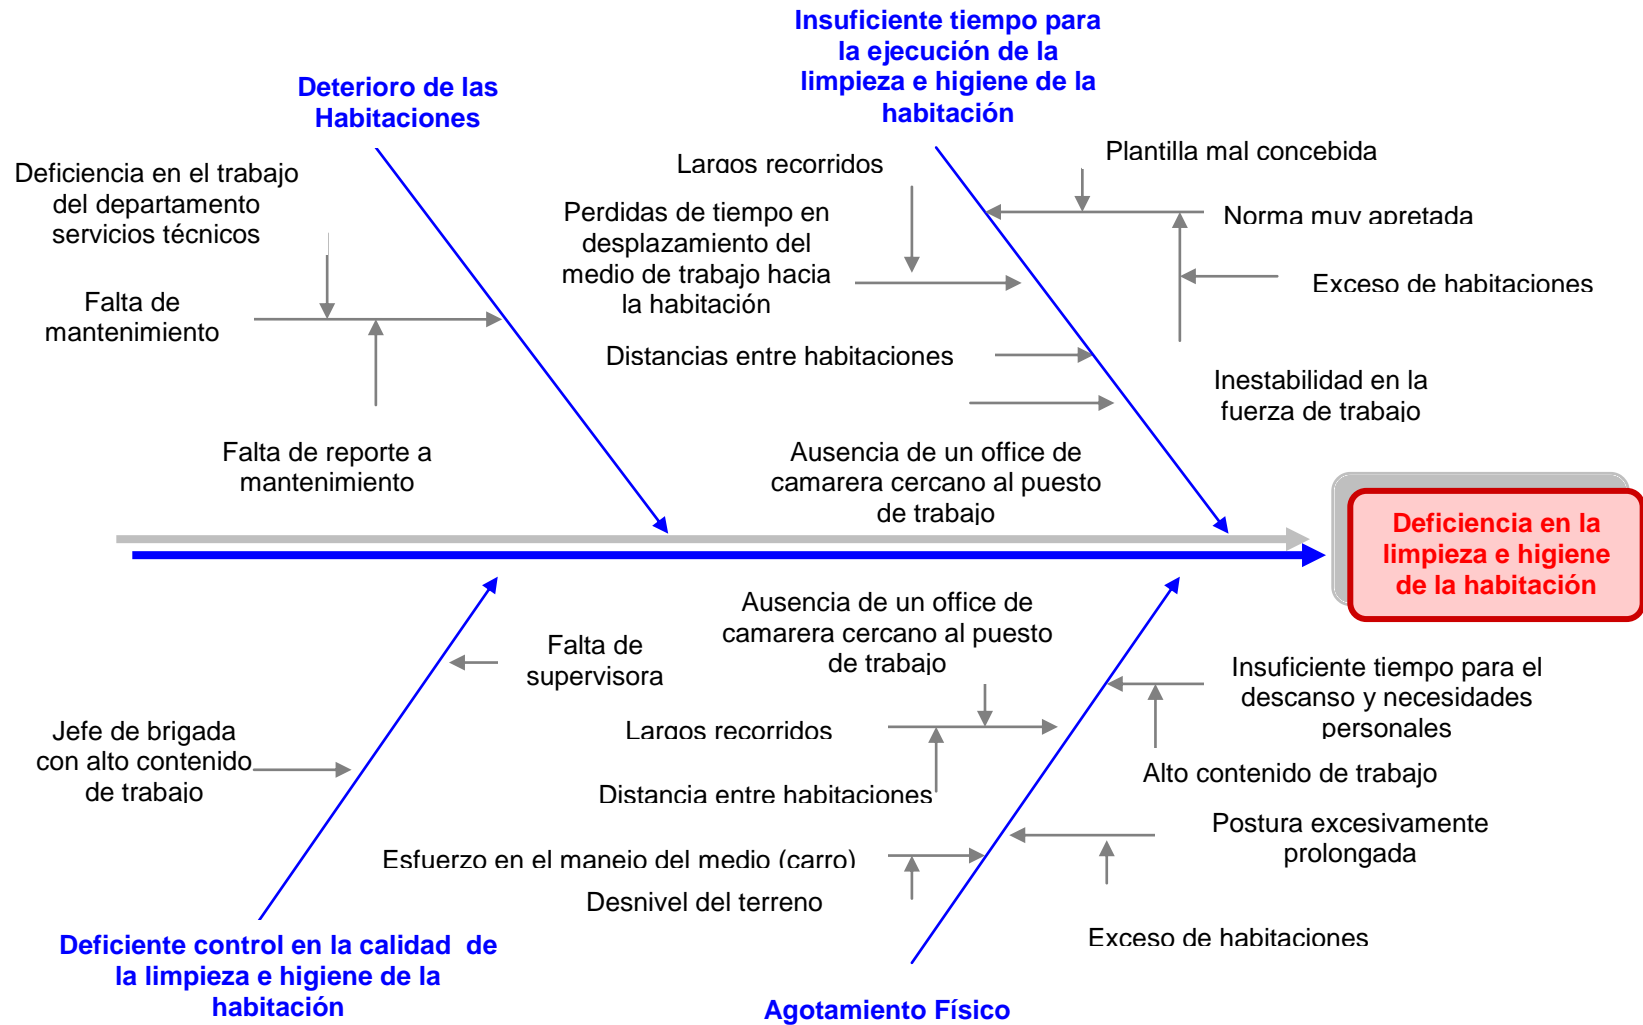 Insuficiente tiempo para
la ejecución de la
limpieza e higiene de la
habitación
Deterioro de las
Habitaciones
Deficiencia en el trabajo
del departamento
servicios técnicos
Falta de
mantenimiento
Falta de reporte a
mantenimiento
Largos recorridos
Perdidas de tiempo en
desplazamiento del
medio de trabajo hacia
la habitación
Distancias entre habitaciones
Ausencia de un office de
camarera cercano al puesto
de trabajo
Plantilla mal concebida
Norma muy apretada
Exceso de habitaciones
Inestabilidad en la
fuerza de trabajo
Deficiencia en la
limpieza e higiene
de la habitación
Falta de
supervisora
Jefe de brigada
con alto contenido
de trabajo
Deficiente control en la calidad  de
la limpieza e higiene de la
habitación
Ausencia de un office de
camarera cercano al puesto
de trabajo
Largos recorridos
Distancia entre habitaciones
Esfuerzo en el manejo del medio (carro)
Desnivel del terreno
Insuficiente tiempo para el
descanso y necesidades
personales
Alto contenido de trabajo
Postura excesivamente
prolongada
Exceso de habitaciones
Agotamiento Físico